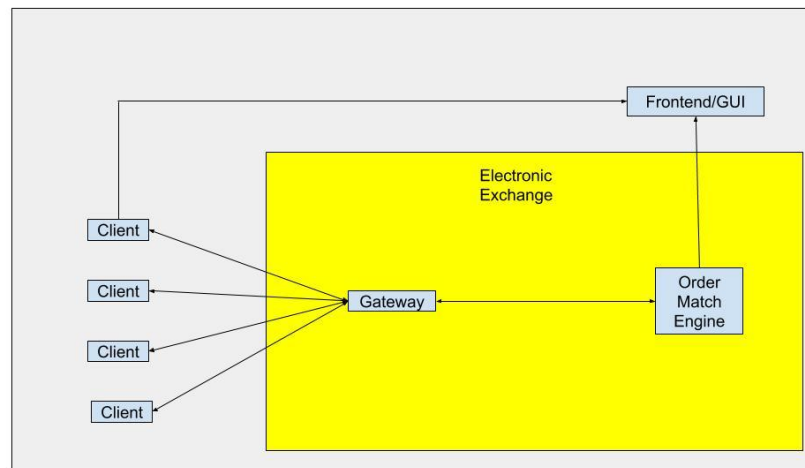 Frontend/GUI
Electronic
Exchange
Client
Client
Gateway
Order
Match
Engine
Client
Client